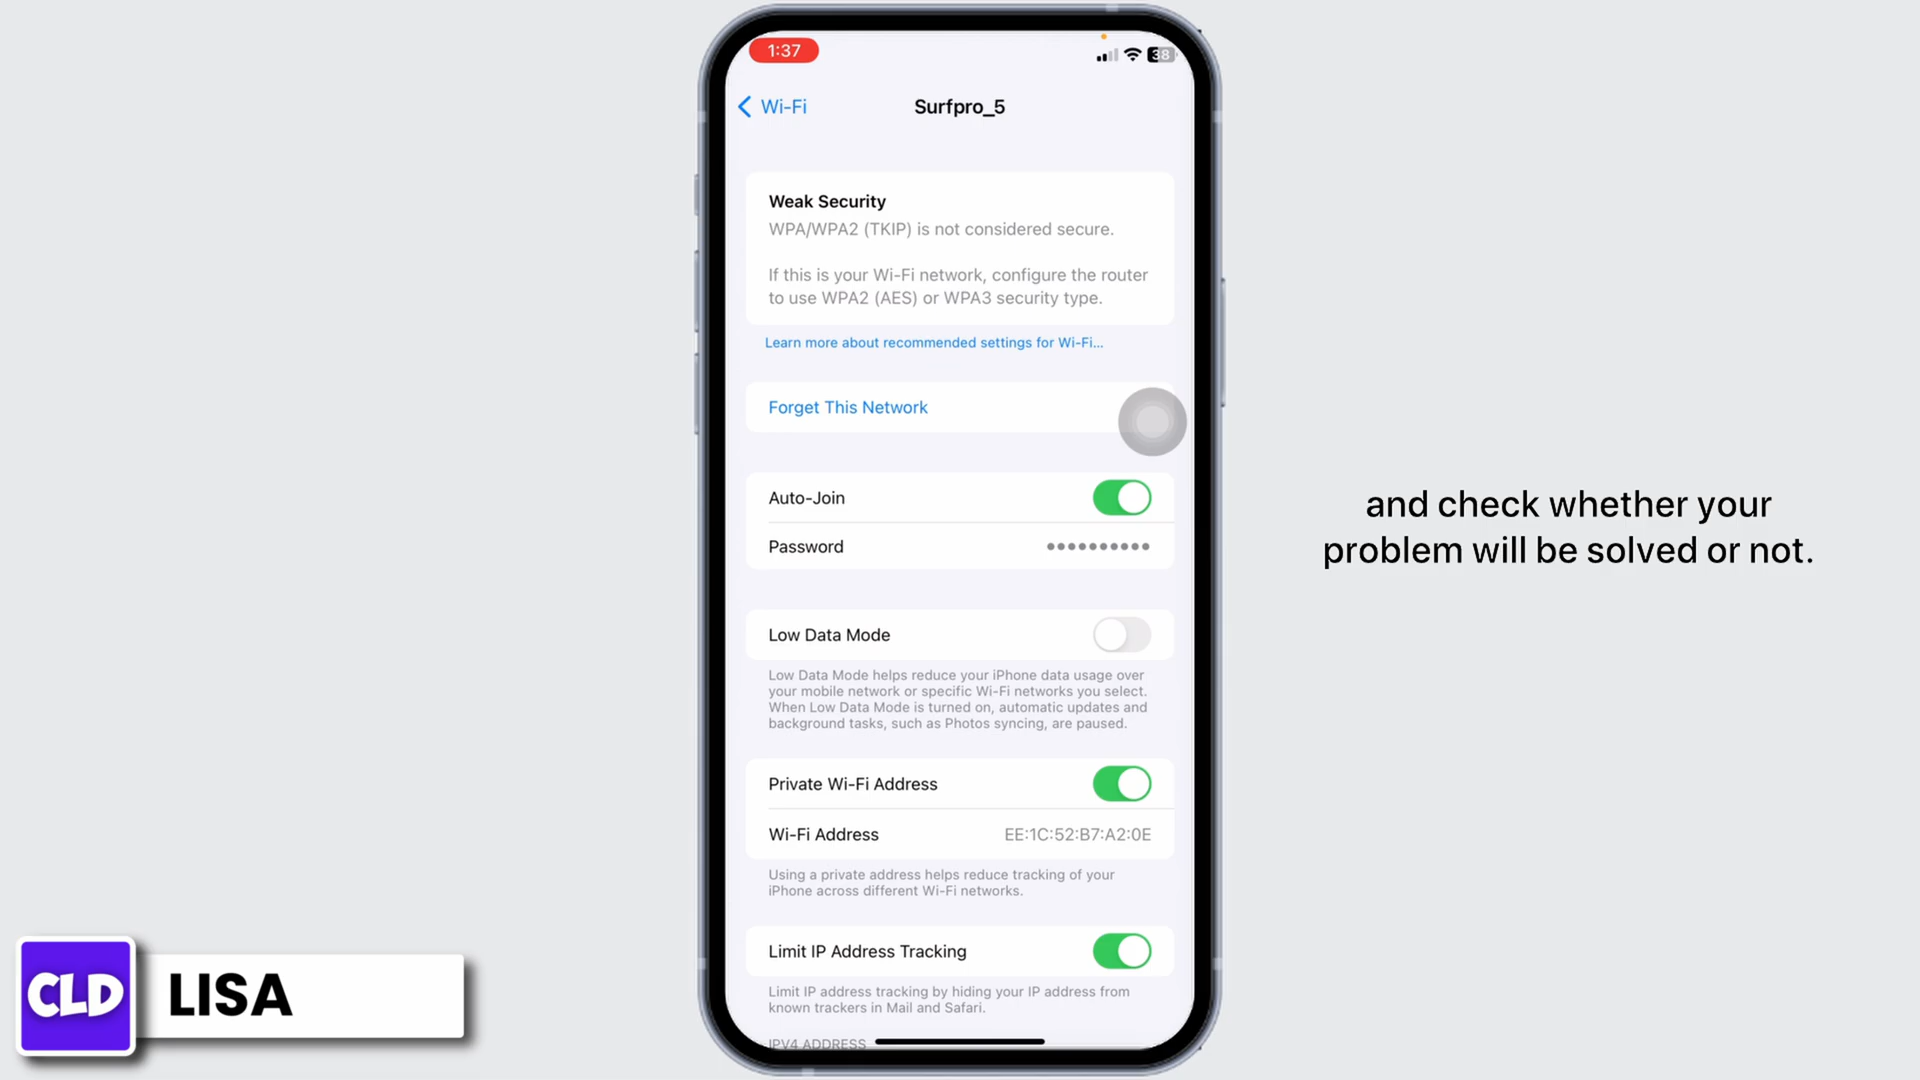 1:37
38
Wi-Fi
Surfpro_5
Weak Security
WPA/WPA2 (TKIP) is not considered secure.
If this is your Wi-Fi network, configure the router
to use WPA2 (AES) or WPA3 security type.
Learn more about recommended settings for Wi-Fi...
Forget This Network
Auto-Join
Password
Low Data Mode
Low Data Mode helps reduce your iPhone data usage over
your mobile network or specific Wi-Fi networks you select.
When Low Data Mode is turned on, automatic updates and
background tasks, such as Photos syncing, are paused.
Private Wi-Fi Address
Wi-Fi Address EE:1C:52:B7:A2:0E
Using a private address helps reduce tracking of your
iPhone across different Wi-Fi networks.
Limit IP Address Tracking
Limit IP address tracking by hiding your IP address from
known trackers in Mail and Safari.
IPV4 ADDRESS
and check whether your
problem will be solved or not.
CLD
LISA